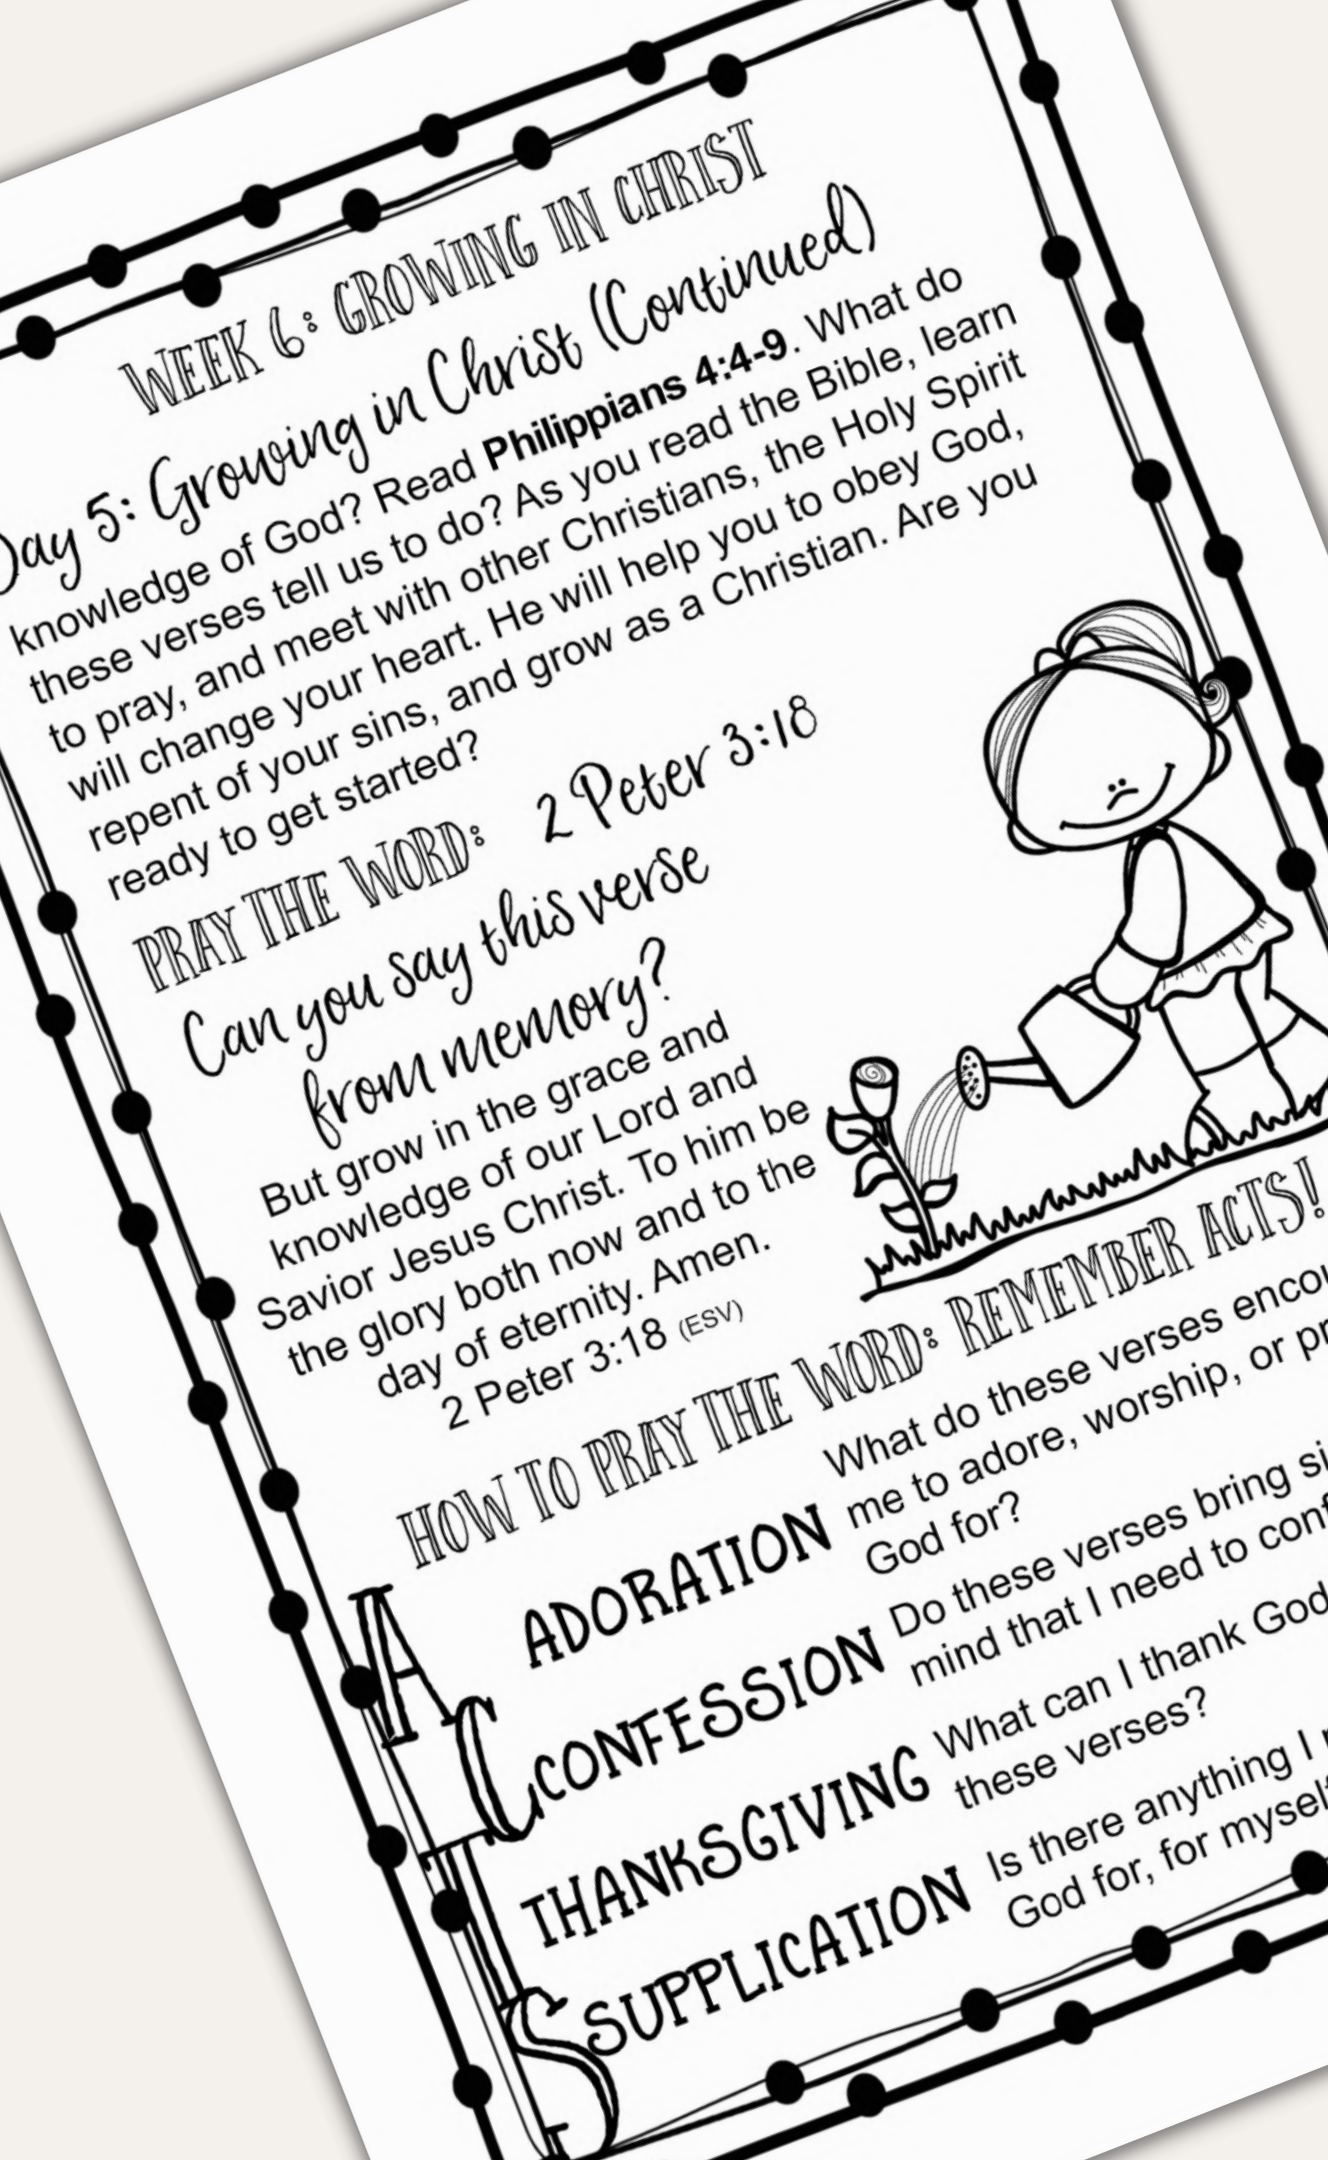 WEEK 6: GROWING IN CHRIST
Day 5: Growing in Christ (Continued)
knowledge of God? Read Philippians 4:4-9. What do
these verses tell us to do? As you read the Bible, learn
to pray, and meet with other Christians, the Holy Spirit
will change your heart. He will help you to obey God,
repent of your sins, and grow as a Christian. Are you
ready to get started?
PRAY THE WORD: 2 Peter 3:18
Can you say this verse
from memory?
But grow in the grace and
knowledge of our Lord and
Savior Jesus Christ. To him be
the glory both now and to the
day of eternity. Amen.
2 Peter 3:18 (ESV)
HOW TO PRAY THE WORD: REMEMBER ACTS!
A ADORATION What do these verses
me to adore, worship, or
God for?
C CONFESSION Do these verses bring
mind that I need to
T THANKSGIVING What can I thank God
these verses?
S SUPPLICATION Is there anything I
God for, for